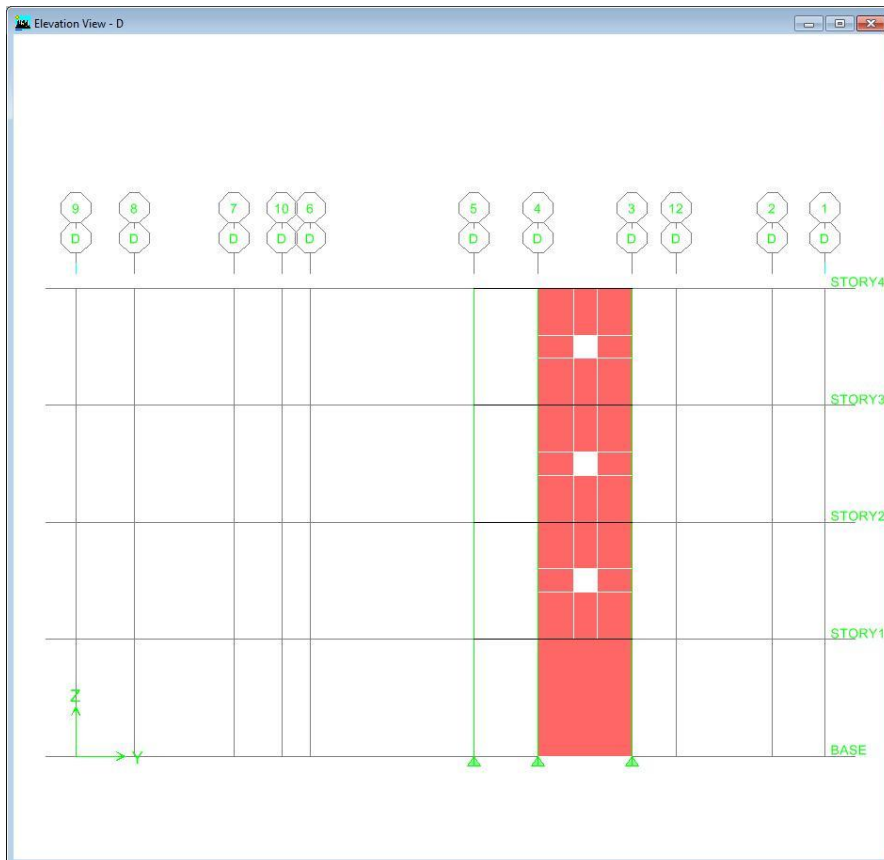 Elevation View - D
9 8 7 10 6 5 4 3 12 2 1
D D D D D D D D D D D
STORY4
STORY3
STORY2
STORY1
Z
Y
BASE